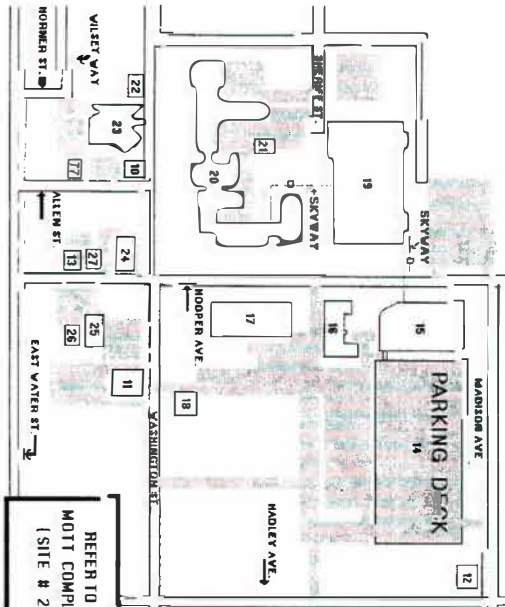 HORNER ST.
WILSEY WAY
22
23
10
77
21
20
+SKYWAY
19
SKYWAY
ALLEN ST.
13
27
24
HOOPER AVE.
17
16
15
MADISON AVE
25
26
11
18
PARKING DECK
14
EAST WATER ST.
WASHINGTON ST.
HADLEY AVE.
12
REFER TO
MOTT COMPL
(SITE # 2